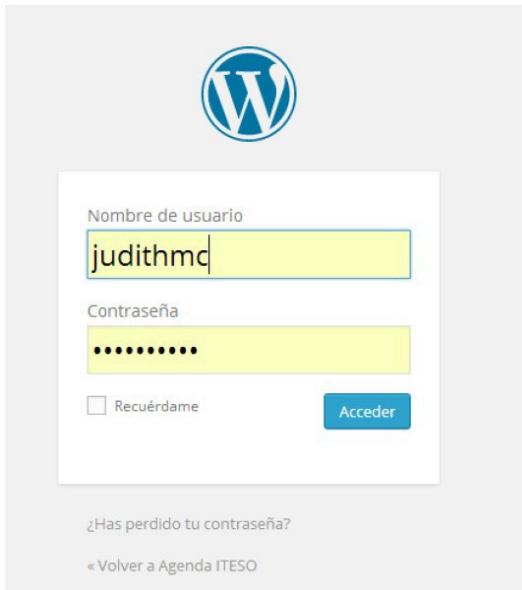 W
Nombre de usuario
judithmc
Contraseña
••••••••••
Recuérdame
Acceder
¿Has perdido tu contraseña?
« Volver a Agenda ITESO